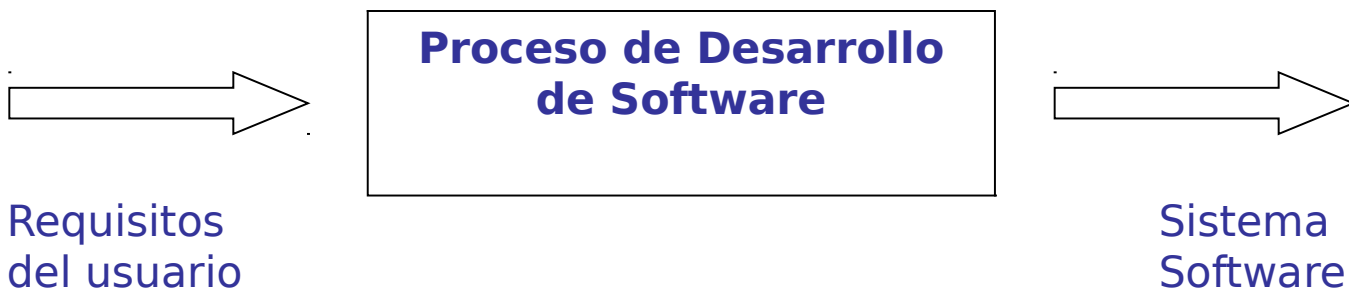 Proceso de Desarrollo
de Software
Requisitos
del usuario
Sistema
Software